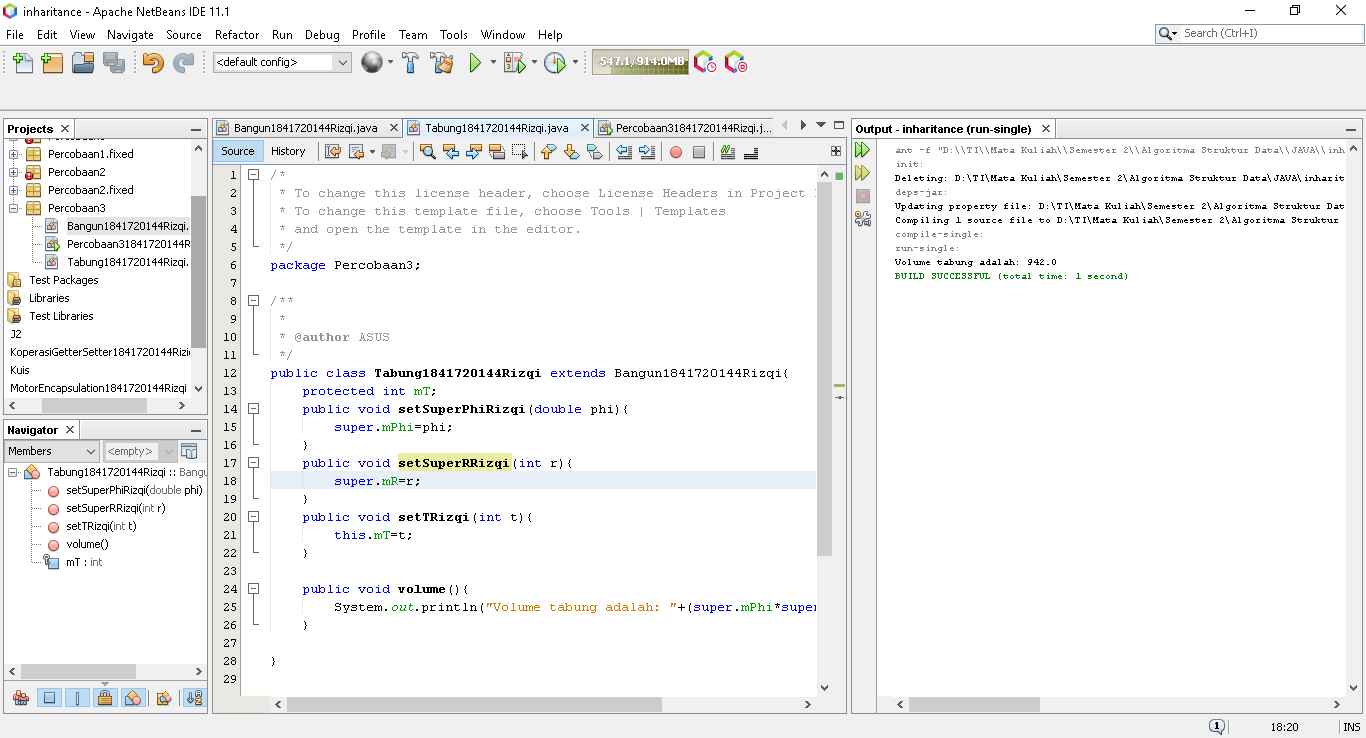 inharitance - Apache NetBeans IDE 11.1
File Edit View Navigate Source Refactor Run Debug Profile Team Tools Window Help
Search (Ctrl+I)
<default config>
547.1/914.0MB
Projects
Percobaan1.fixed
Percobaan2
Percobaan2.fixed
Percobaan3
Bangun1841720144Rizqi.
Percobaan31841720144R
Tabung1841720144Rizqi.
Test Packages
Libraries
Test Libraries
J2
KoperasiGetterSetter1841720144Rizi
Kuis
MotorEncapsulation1841720144Rizqi
Navigator
Members
<empty>
Tabung1841720144Rizqi :: Bangu
setSuperPhiRizqi(double phi)
setSuperRRizqi(int r)
setTRizqi(int t)
volume()
mT : int
Bangun1841720144Rizqi.java
Tabung1841720144Rizqi.java
Percobaan31841720144Rizqi.j...
Source History
1 /*
2 * To change this license header, choose License Headers in Project
3 * To change this template file, choose Tools | Templates
4 * and open the template in the editor.
5 */
6 package Percobaan3;
7
8 /**
9 *
10 * @author ASUS
11 */
12 public class Tabung1841720144Rizqi extends Bangun1841720144Rizqi{
13 protected int mT;
14 public void setSuperPhiRizqi(double phi){
15 super.mPhi=phi;
16 }
17 public void setSuperRRizqi(int r){
18 super.mR=r;
19 }
20 public void setTRizqi(int t){
21 this.mT=t;
22 }
23
24 public void volume(){
25 System.out.println("Volume tabung adalah: "+(super.mPhi*super
26 }
27
28 }
29
Output - inharitance (run-single)
ant -f "D:\\TI\\Mata Kuliah\\Semester 2\\Algoritma Struktur Data\\JAVA\\inh
init:
Deleting: D:\TI\Mata Kuliah\Semester 2\Algoritma Struktur Data\JAVA\inharit
deps-jar:
Updating property file: D:\TI\Mata Kuliah\Semester 2\Algoritma Struktur Dat
Compiling 1 source file to D:\TI\Mata Kuliah\Semester 2\Algoritma Struktur
compile-single:
run-single:
Volume tabung adalah: 942.0
BUILD SUCCESSFUL (total time: 1 second)
1
18:20
INS